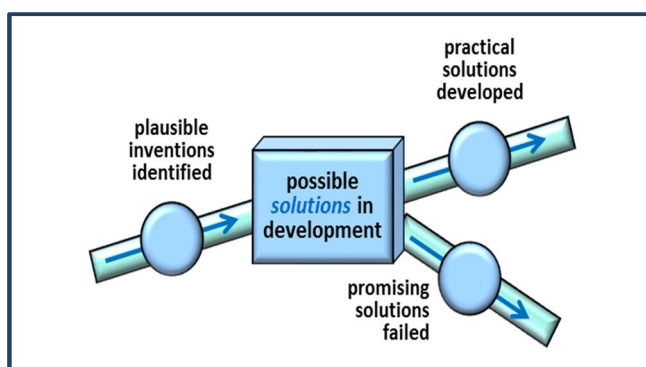 plausible
inventions
identified
possible
solutions in
development
practical
solutions
developed
promising
solutions
failed